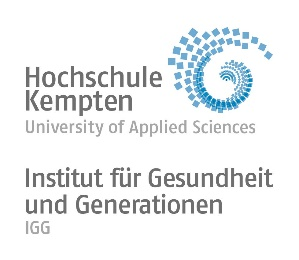 Hochschule
Kempten
University of Applied Sciences
Institut für Gesundheit
und Generationen
IGG